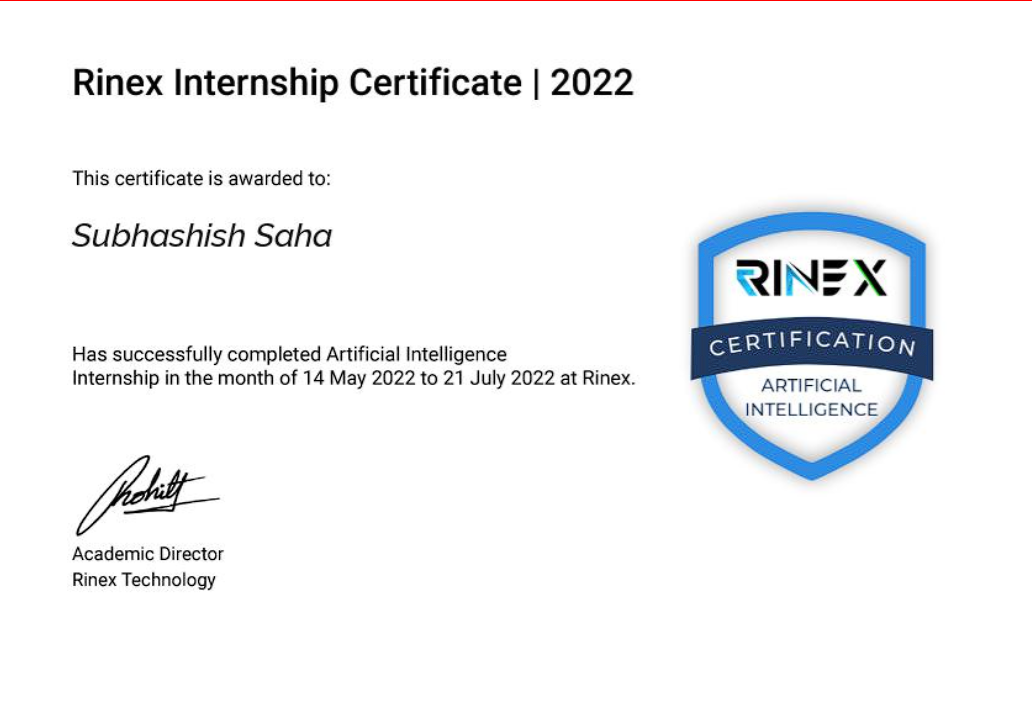 Rinex Internship Certificate | 2022
This certificate is awarded to:
Subhashish Saha
Has successfully completed Artificial Intelligence
Internship in the month of 14 May 2022 to 21 July 2022 at Rinex.
RINEX
CERTIFICATION
ARTIFICIAL
INTELLIGENCE
Academic Director
Rinex Technology